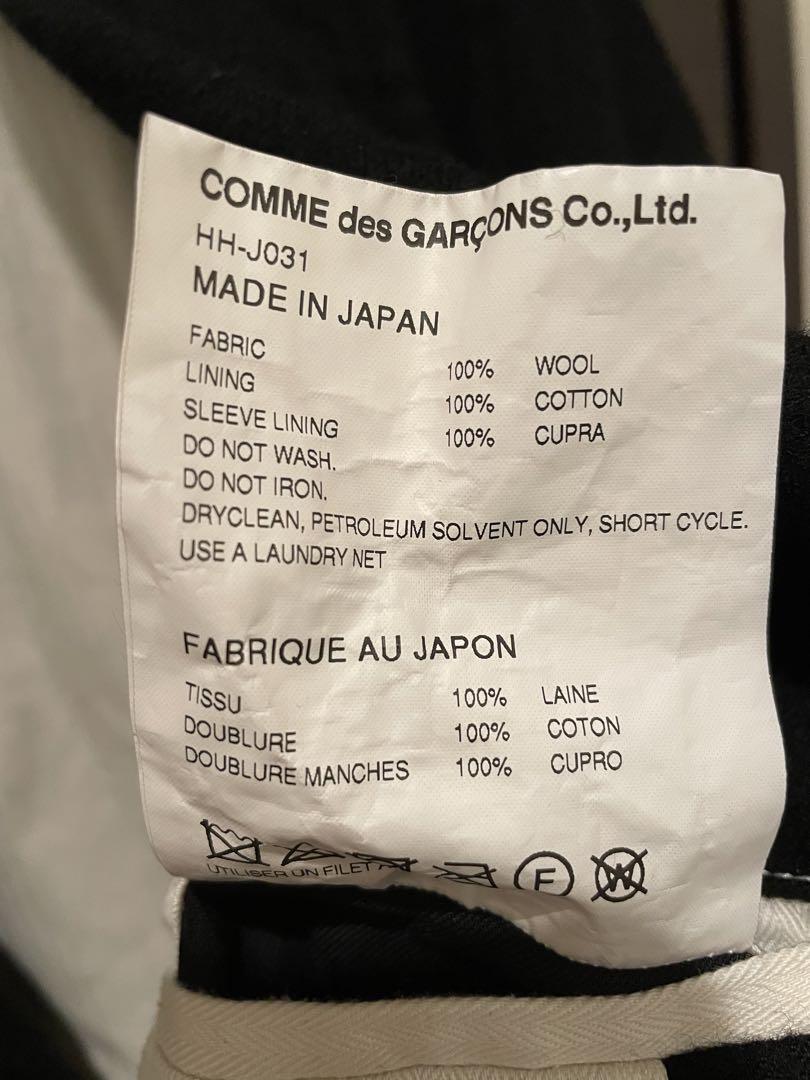 COMME des GARÇONS Co.,Ltd.
HH-J031
MADE IN JAPAN
FABRIC 100% WOOL
LINING 100% COTTON
SLEEVE LINING 100% CUPRA
DO NOT WASH.
DO NOT IRON.
DRYCLEAN, PETROLEUM SOLVENT ONLY, SHORT CYCLE.
USE A LAUNDRY NET
FABRIQUE AU JAPON
TISSU 100% LAINE
DOUBLURE 100% COTON
DOUBLURE MANCHES 100% CUPRO
F W
UTILISER UN FILET